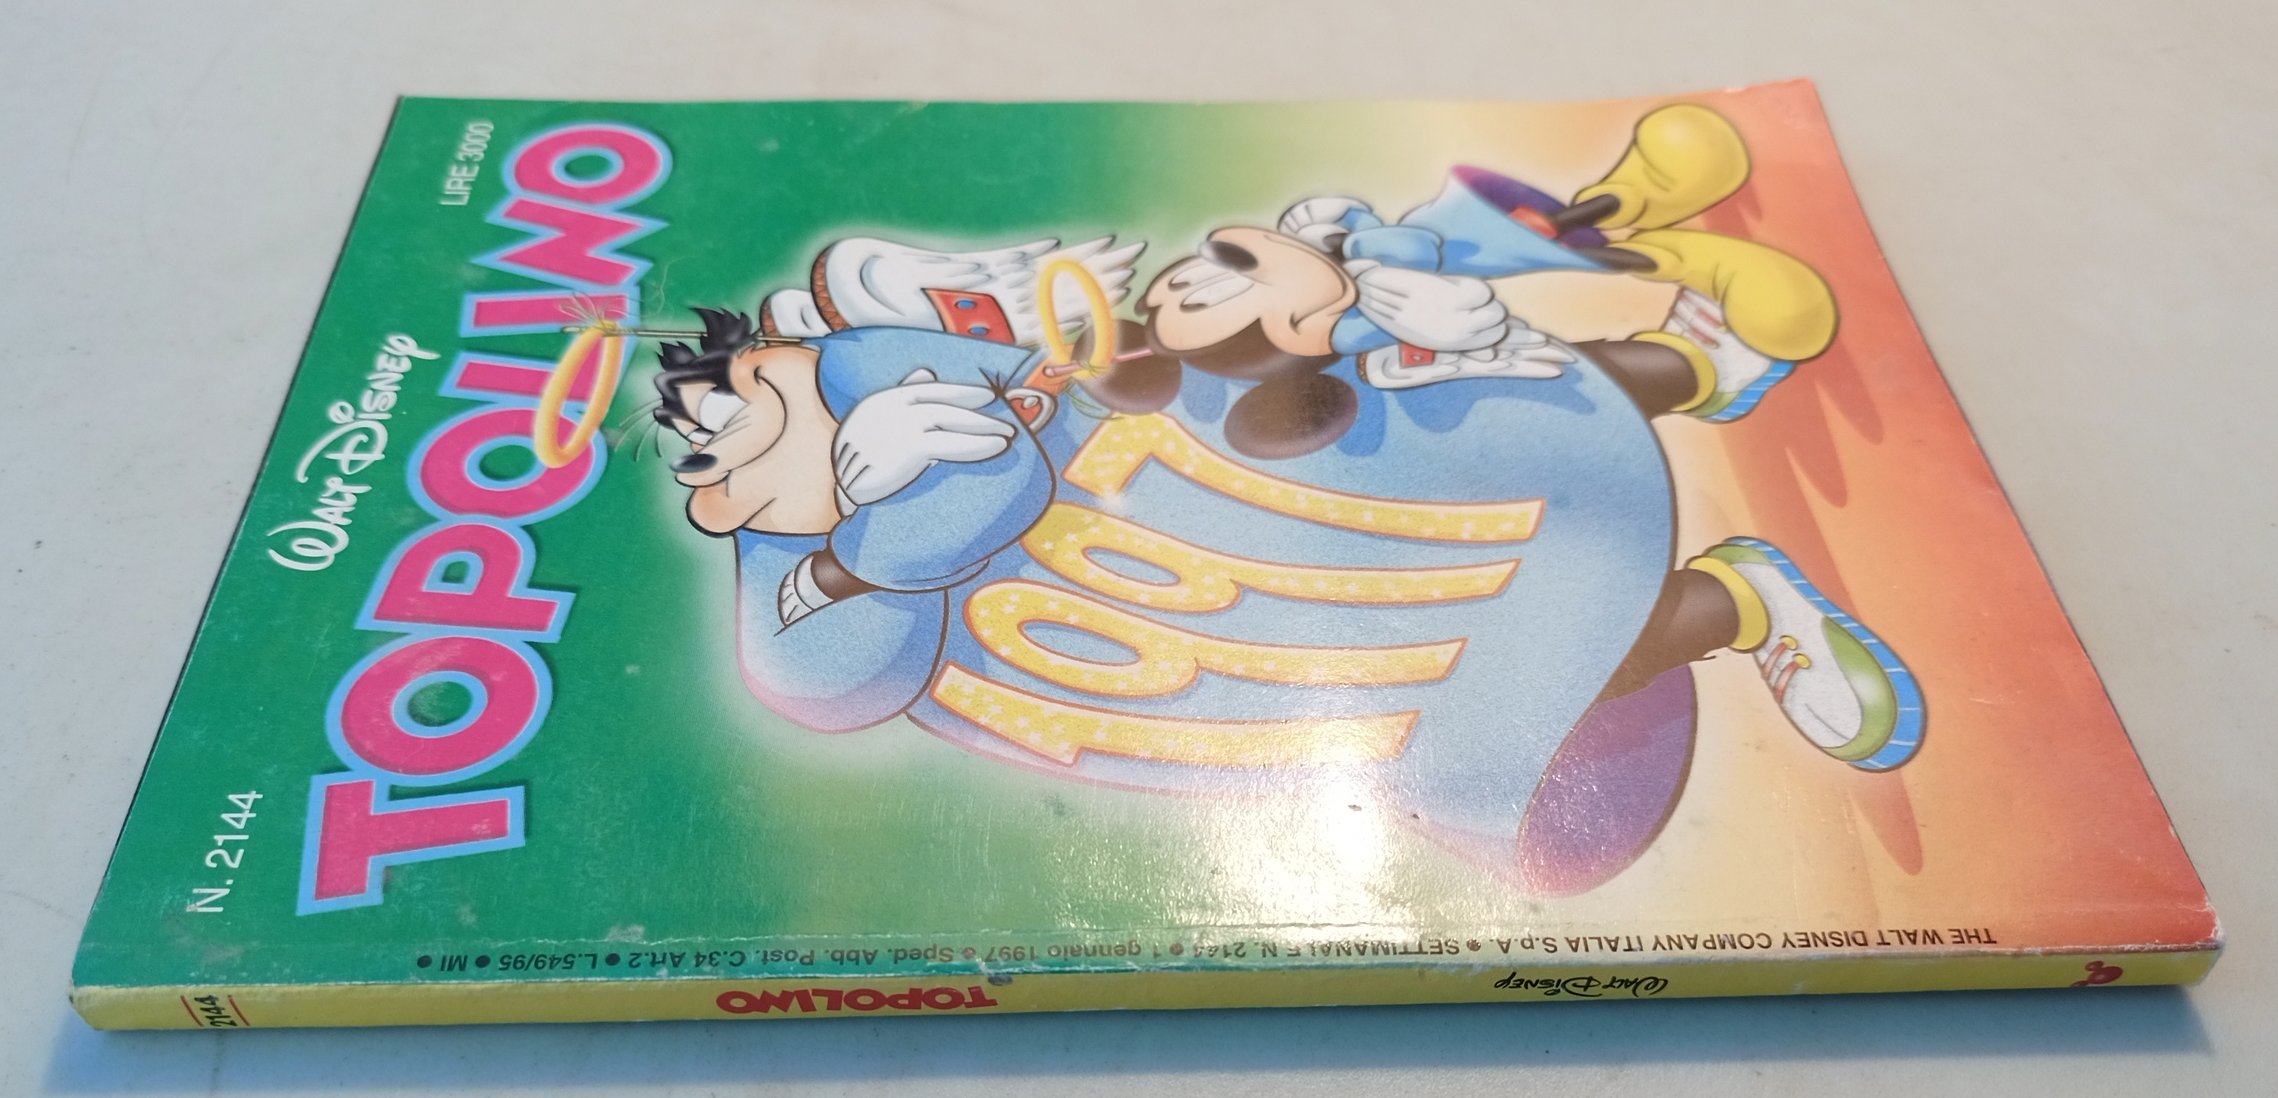 N. 2144
WALT DISNEY
LIRE 3000
TOPOLINO
1997
THE WALT DISNEY COMPANY ITALIA S.p.A. • SETTIMANALE N. 2144 • 1 gennaio 1997 • Sped. Abb. Post. C.34 Art.2 • L.549/95 • MI •
WALT DISNEY
TOPOLINO
2144